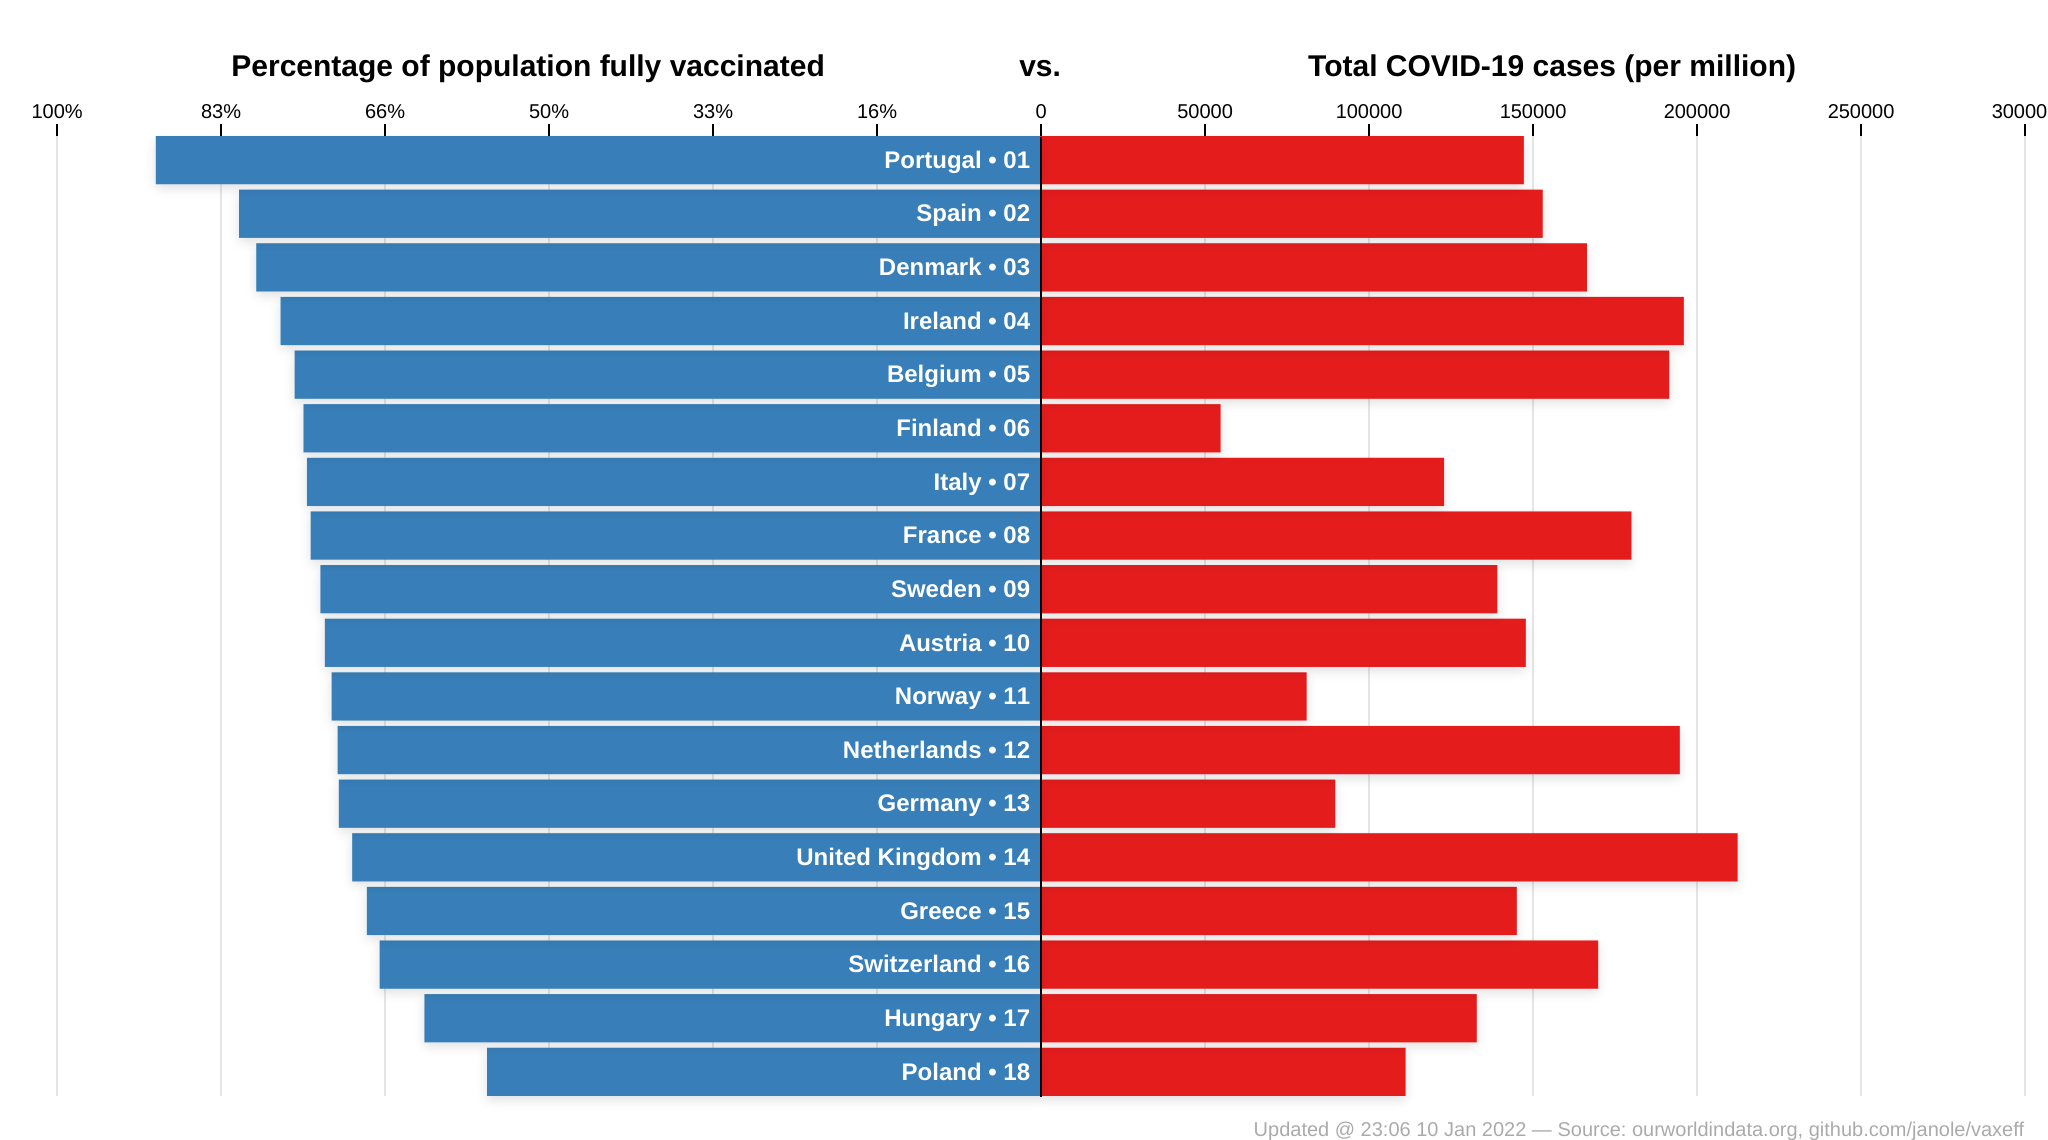 Percentage of population fully vaccinated vs. Total COVID-19 cases (per million)
100% 83% 66% 50% 33% 16% 0 50000 100000 150000 200000 250000 30000
Portugal • 01
Spain • 02
Denmark • 03
Ireland • 04
Belgium • 05
Finland • 06
Italy • 07
France • 08
Sweden • 09
Austria • 10
Norway • 11
Netherlands • 12
Germany • 13
United Kingdom • 14
Greece • 15
Switzerland • 16
Hungary • 17
Poland • 18
Updated @ 23:06 10 Jan 2022 — Source: ourworldindata.org, github.com/janole/vaxeff